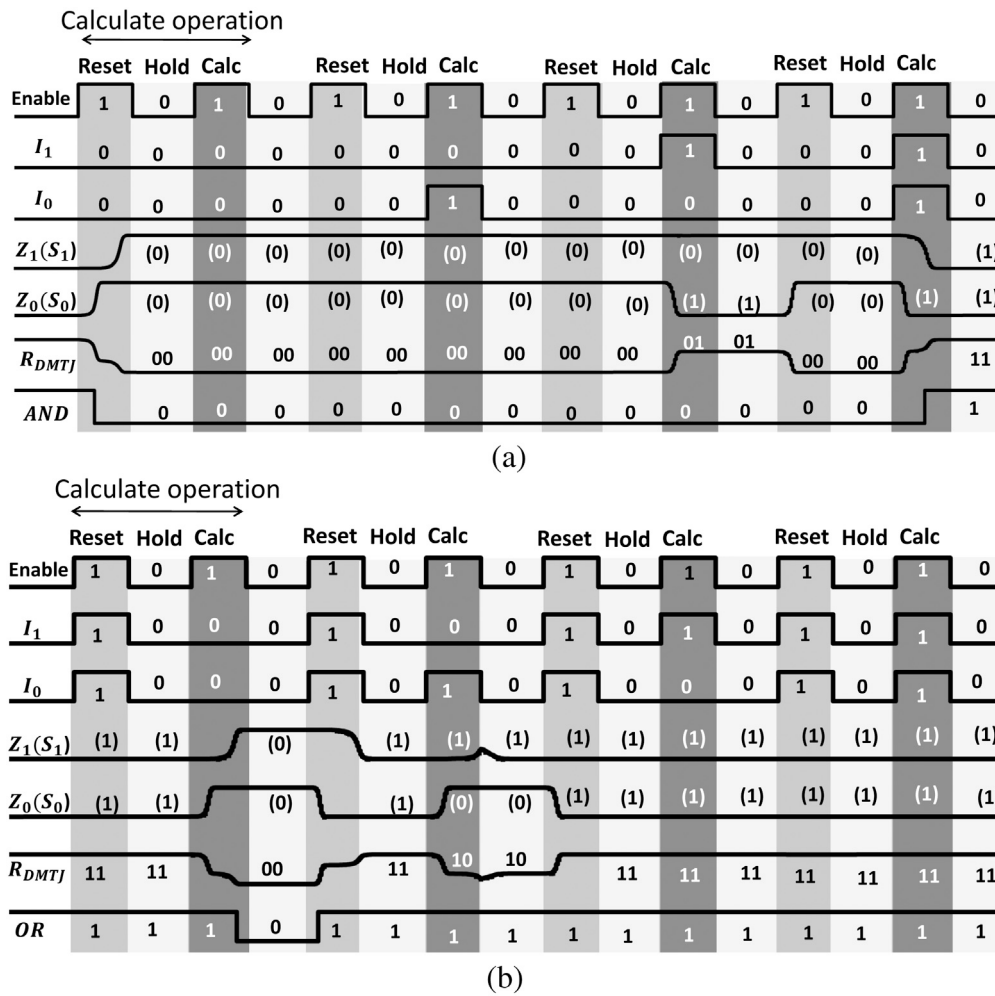 Calculate operation
Reset Hold Calc Reset Hold Calc Reset Hold Calc Reset Hold Calc
Enable 1 0 1 0 1 0 1 0 1 0 1 0 1 0 1 0
I1 0 0 0 0 0 0 0 0 0 0 1 0 0 0 1 0
I0 0 0 0 0 0 0 1 0 0 0 0 0 0 0 1 0
Z1(S1) (0) (0) (0) (0) (0) (0) (0) (0) (0) (0) (0) (0) (0) (1)
Z0(S0) (0) (0) (0) (0) (0) (0) (0) (0) (0) (1) (1) (0) (0) (1) (1)
RDMTJ 00 00 00 00 00 00 00 00 00 01 01 00 00 11
AND 0 0 0 0 0 0 0 0 0 0 0 0 0 1
(a)
Calculate operation
Reset Hold Calc Reset Hold Calc Reset Hold Calc Reset Hold Calc
Enable 1 0 1 0 1 0 1 0 1 0 1 0 1 0 1 0
I1 1 0 0 0 1 0 0 0 1 0 1 0 1 0 1 0
I0 1 0 0 0 1 0 1 0 1 0 0 0 1 0 1 0
Z1(S1) (1) (1) (0) (1) (1) (1) (1) (1) (1) (1) (1) (1) (1) (1)
Z0(S0) (1) (1) (0) (1) (0) (0) (1) (1) (1) (1) (1) (1) (1) (1)
RDMTJ 11 11 00 11 10 10 11 11 11 11 11 11 11
OR 1 1 1 0 1 1 1 1 1 1 1 1 1 1 1 1
(b)